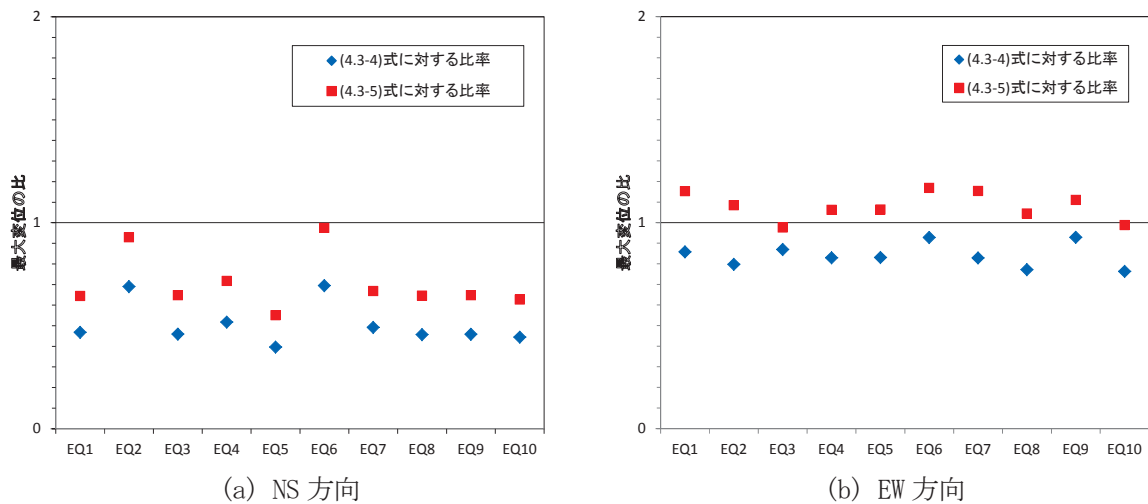 2
1
0
最大変位の比
(4.3-4)式に対する比率
(4.3-5)式に対する比率
EQ1 EQ2 EQ3 EQ4 EQ5 EQ6 EQ7 EQ8 EQ9 EQ10
(a) NS 方向
2
1
0
最大変位の比
(4.3-4)式に対する比率
(4.3-5)式に対する比率
EQ1 EQ2 EQ3 EQ4 EQ5 EQ6 EQ7 EQ8 EQ9 EQ10
(b) EW 方向